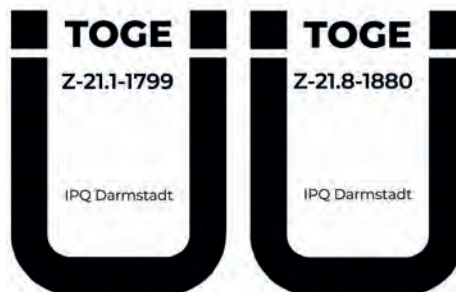 TOGE
Z-21.1-1799
IPQ Darmstadt
TOGE
Z-21.8-1880
IPQ Darmstadt